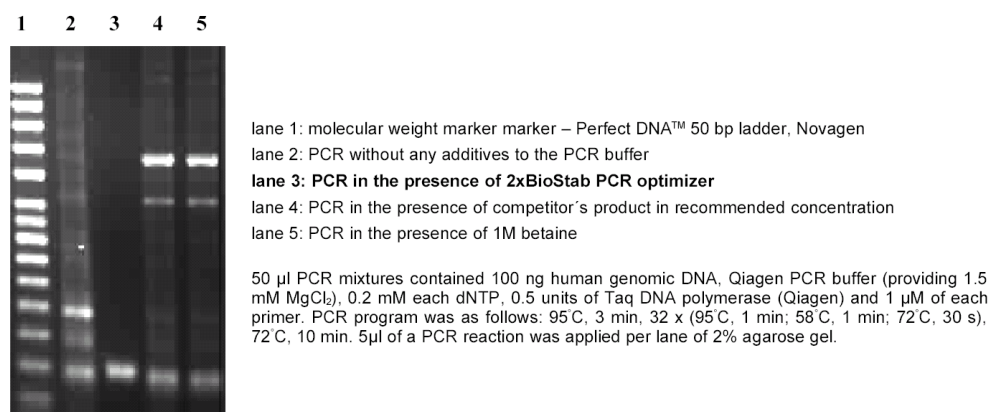 1 2 3 4 5
lane 1: molecular weight marker marker – Perfect DNA™ 50 bp ladder, Novagen
lane 2: PCR without any additives to the PCR buffer
lane 3: PCR in the presence of 2xBioStab PCR optimizer
lane 4: PCR in the presence of competitor´s product in recommended concentration
lane 5: PCR in the presence of 1M betaine
50 µl PCR mixtures contained 100 ng human genomic DNA, Qiagen PCR buffer (providing 1.5
mM MgCl₂), 0.2 mM each dNTP, 0.5 units of Taq DNA polymerase (Qiagen) and 1 µM of each
primer. PCR program was as follows: 95°C, 3 min, 32 x (95°C, 1 min; 58°C, 1 min; 72°C, 30 s),
72°C, 10 min. 5µl of a PCR reaction was applied per lane of 2% agarose gel.